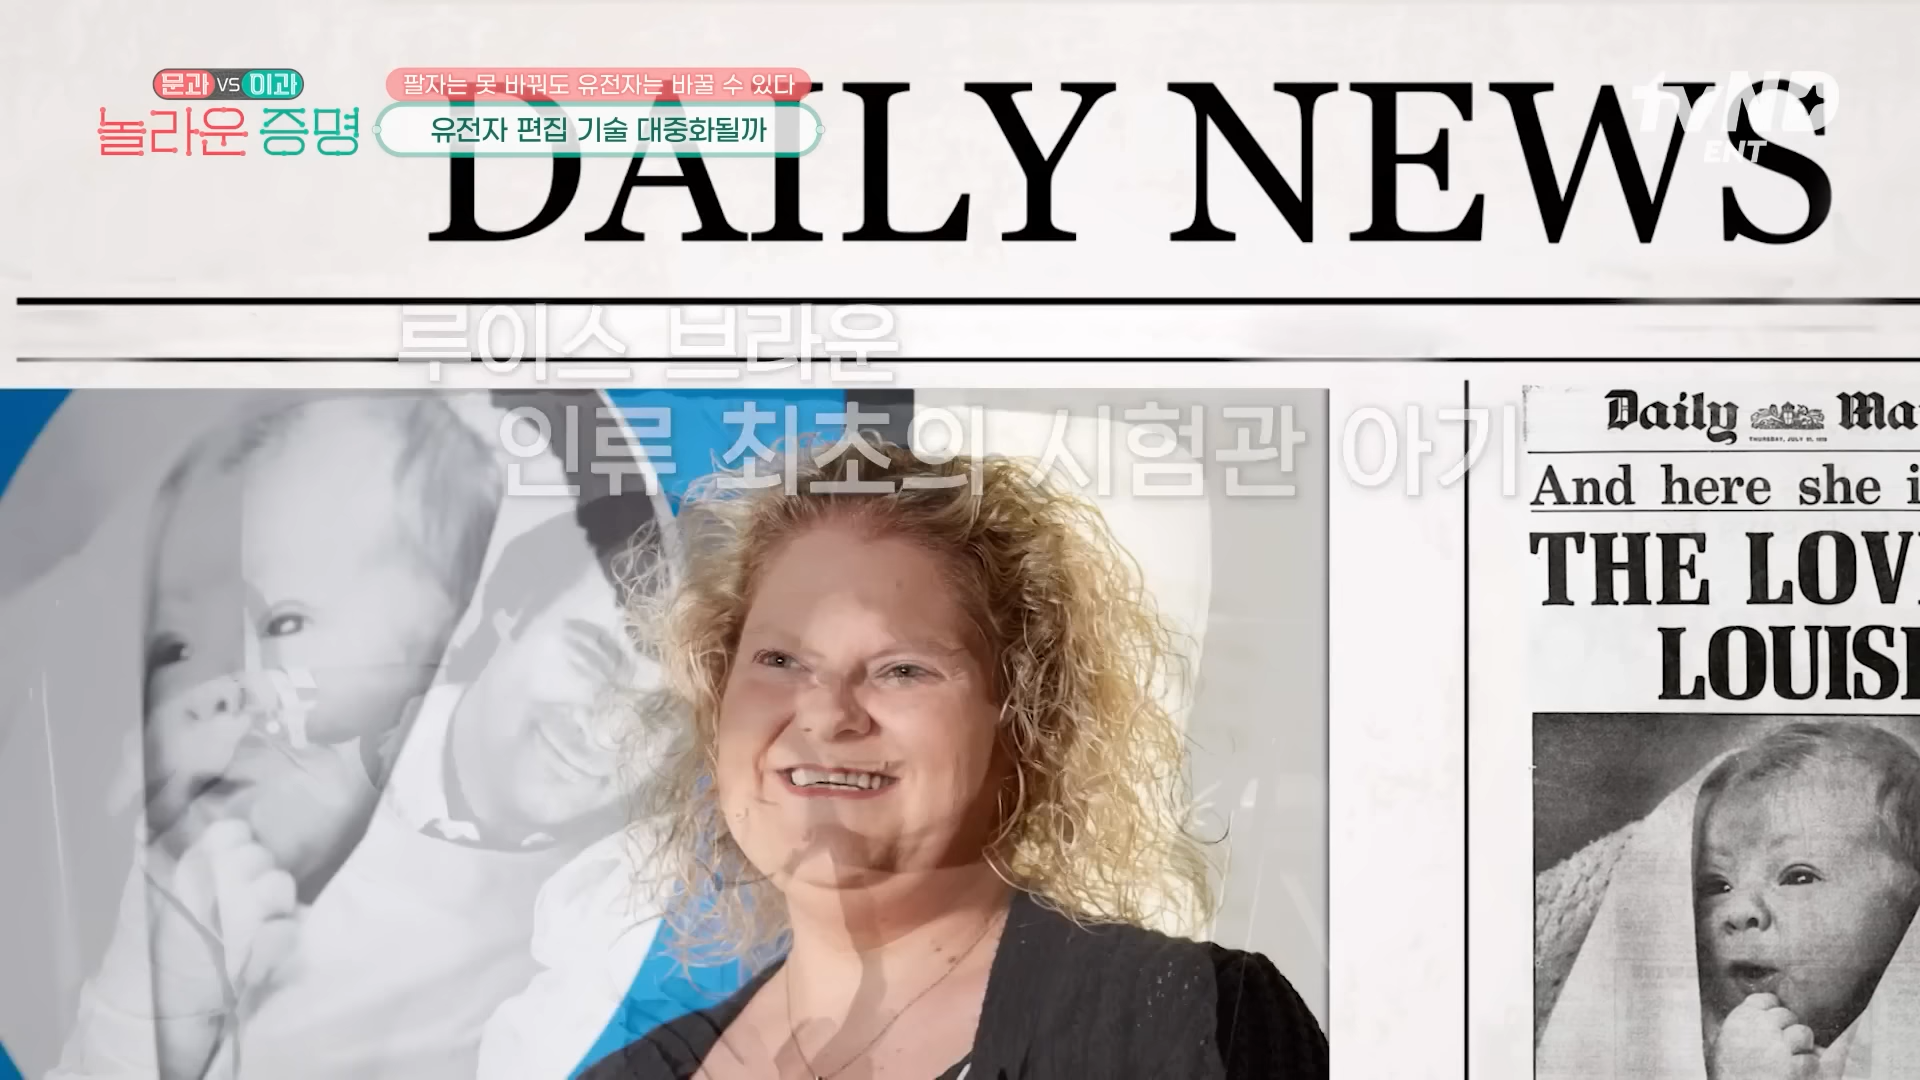 문과 VS 이과
놀라운 증명
팔자는 못 바꿔도 유전자는 바꿀 수 있다
유전자 편집 기술 대중화될까
tvN D
ENT
DAILY NEWS
루이스 브라운
인류 최초의 시험관 아기
Daily Ma
THURSDAY, JULY
And here she i
THE LOV
LOUIS